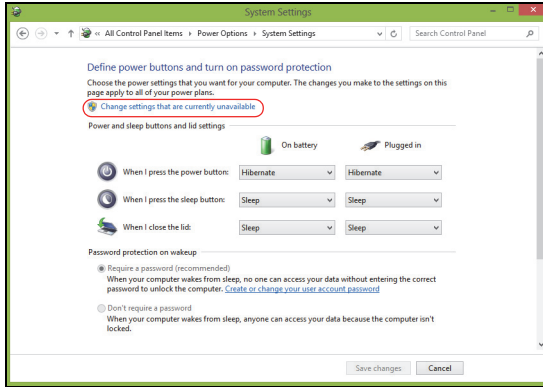 System Settings
« All Control Panel Items ▸ Power Options ▸ System Settings
Search Control Panel
Define power buttons and turn on password protection
Choose the power settings that you want for your computer. The changes you make to the settings on this
page apply to all of your power plans.
Change settings that are currently unavailable
Power and sleep buttons and lid settings
On battery Plugged in
When I press the power button: Hibernate Hibernate
When I press the sleep button: Sleep Sleep
When I close the lid: Sleep Sleep
Password protection on wakeup
Require a password (recommended)
When your computer wakes from sleep, no one can access your data without entering the correct
password to unlock the computer. Create or change your user account password
Don't require a password
When your computer wakes from sleep, anyone can access your data because the computer isn't
locked.
Save changes Cancel